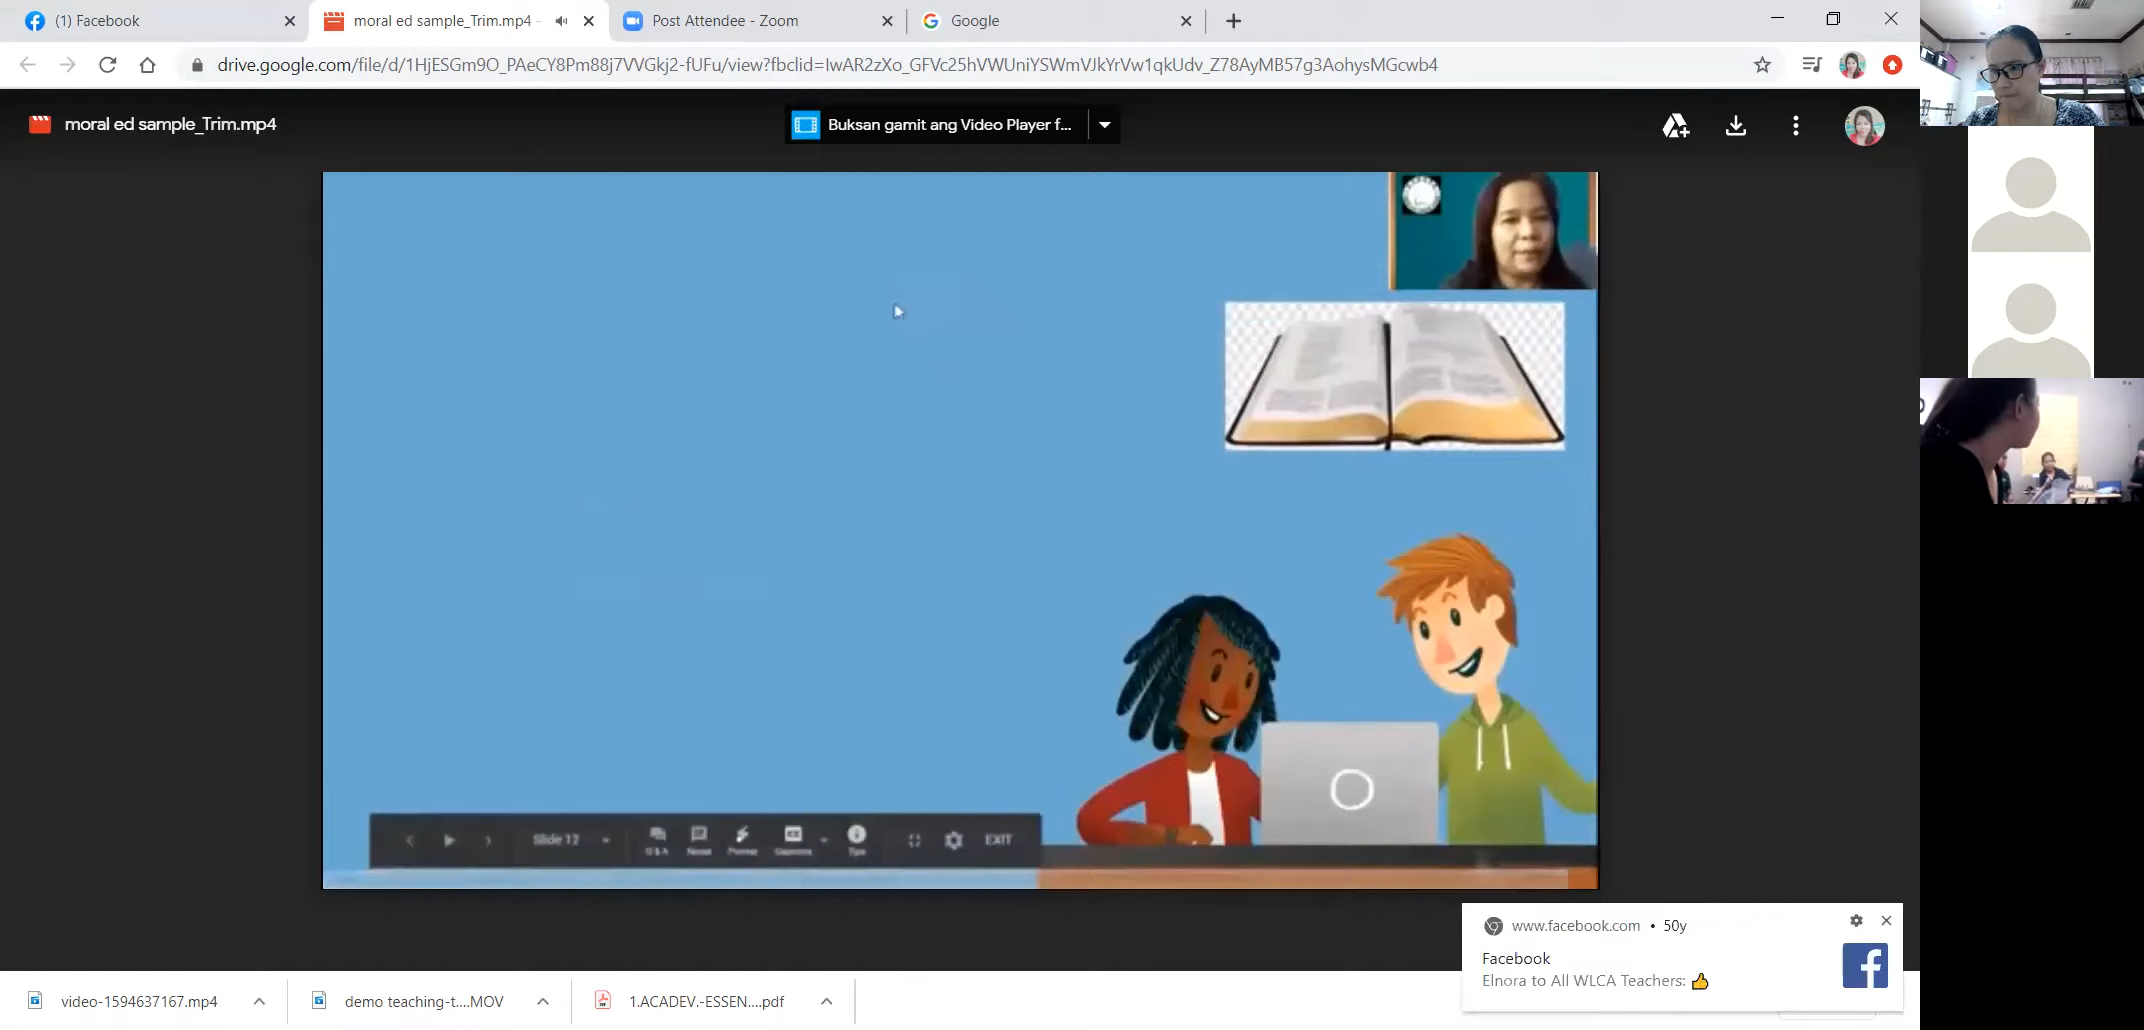 (1) Facebook
moral ed sample_Trim.mp4 -
Post Attendee - Zoom
Google
drive.google.com/file/d/1HjESGm9O_PAeCY8Pm88j7VVGkj2-fUFu/view?fbclid=IwAR2zXo_GFVc25hVWUniYSWmVJkYrVw1qkUdv_Z78AyMB57g3AohysMGcwb4
moral ed sample_Trim.mp4
Buksan gamit ang Video Player f...
Slide 12
Q & A
EXIT
www.facebook.com • 50y
Facebook
Elnora to All WLCA Teachers: 👍
video-1594637167.mp4
demo teaching-t....MOV
1.ACADEV.-ESSEN....pdf